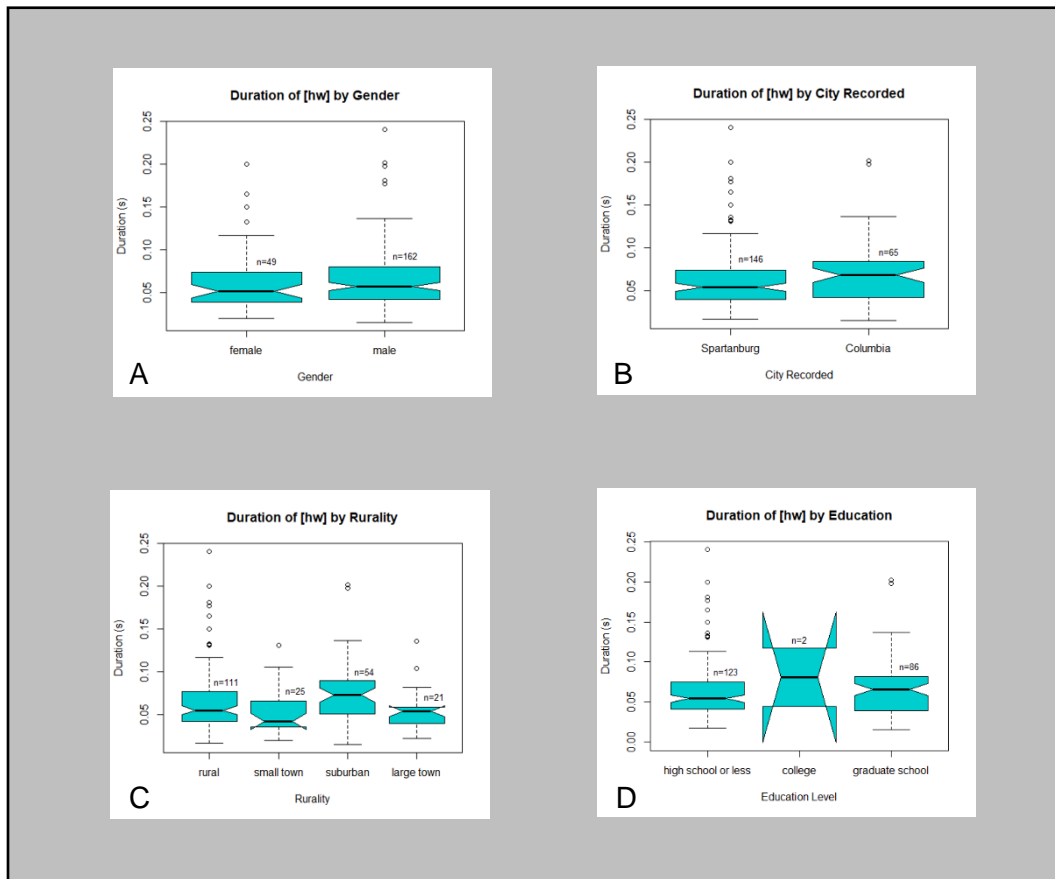 Duration of [hw] by Gender
0.25
0.20
0.15
0.10
0.05
Duration (s)
n=49
n=162
female male
Gender
A
Duration of [hw] by City Recorded
0.25
0.20
0.15
0.10
0.05
Duration (s)
n=146
n=65
Spartanburg Columbia
City Recorded
B
Duration of [hw] by Rurality
0.25
0.20
0.15
0.10
0.05
Duration (s)
n=111
n=25
n=54
n=21
rural small town suburban large town
Rurality
C
Duration of [hw] by Education
0.25
0.20
0.15
0.10
0.05
0.00
Duration (s)
n=123
n=2
n=86
high school or less college graduate school
Education Level
D